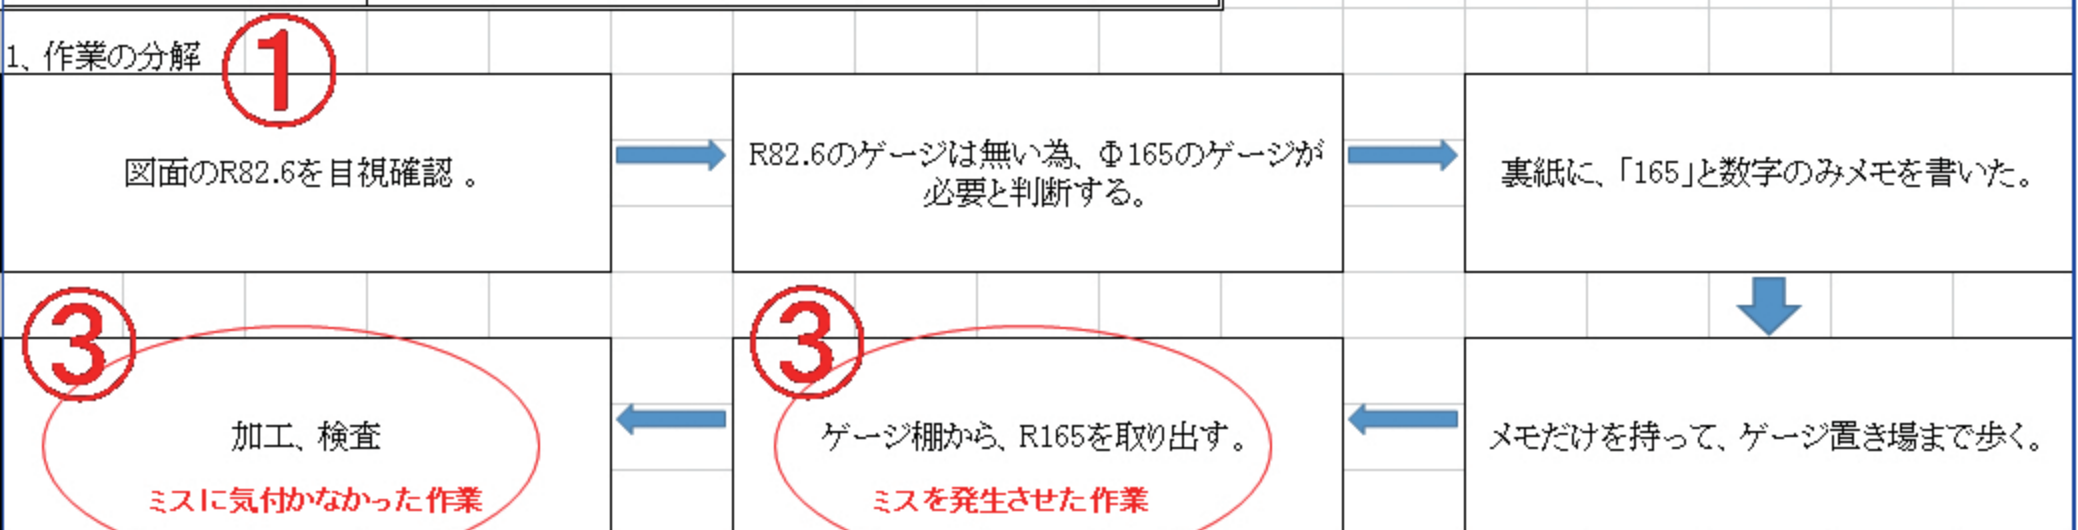 1、作業の分解
①
図面のR82.6を目視確認 。
R82.6のゲージは無い為、Φ165のゲージが
必要と判断する。
裏紙に、「165」と数字のみメモを書いた。
メモだけを持って、ゲージ置き場まで歩く。
③
ゲージ棚から、R165を取り出す。
ミスを発生させた作業
③
加工、検査
ミスに気付かなかった作業